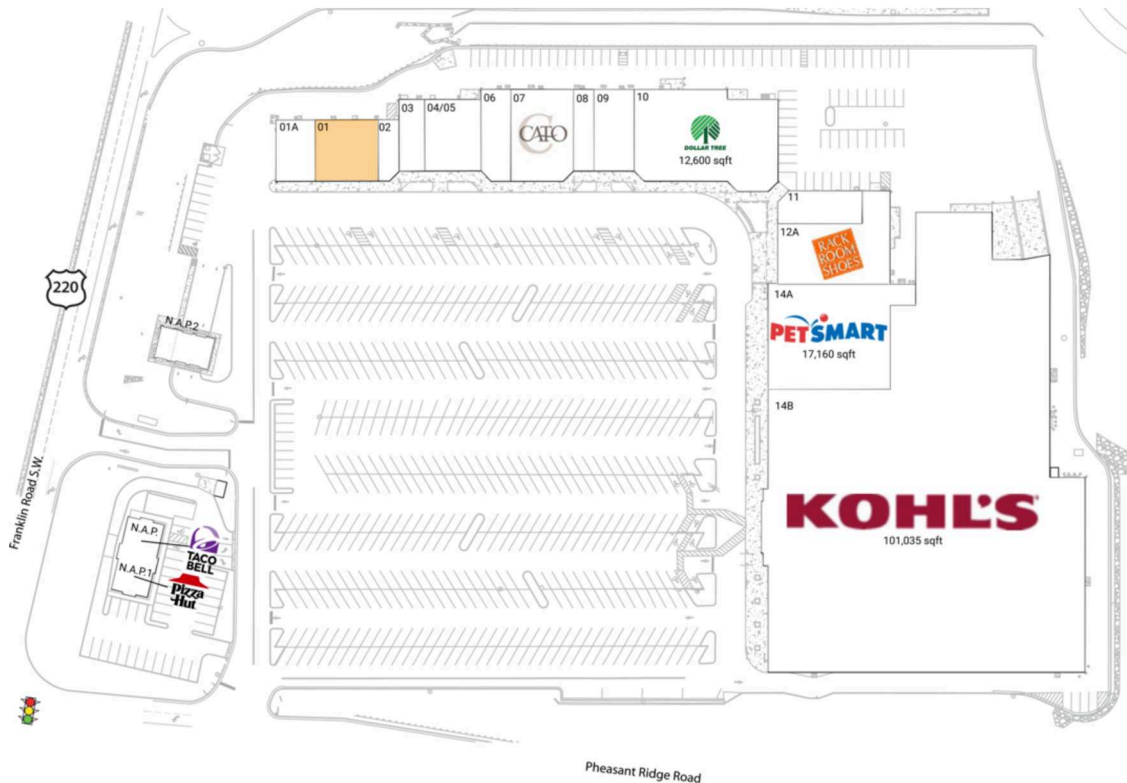 01A
01
02
03
04/05
06
07
CATO
08
09
10
DOLLAR TREE
12,600 sqft
11
12A
RACK
ROOM
SHOES
14A
PETSMART
17,160 sqft
14B
KOHL'S
101,035 sqft
220
N.A.P.2
Franklin Road S.W.
N.A.P.
TACO
BELL
N.A.P.1
Pizza
Hut
Pheasant Ridge Road